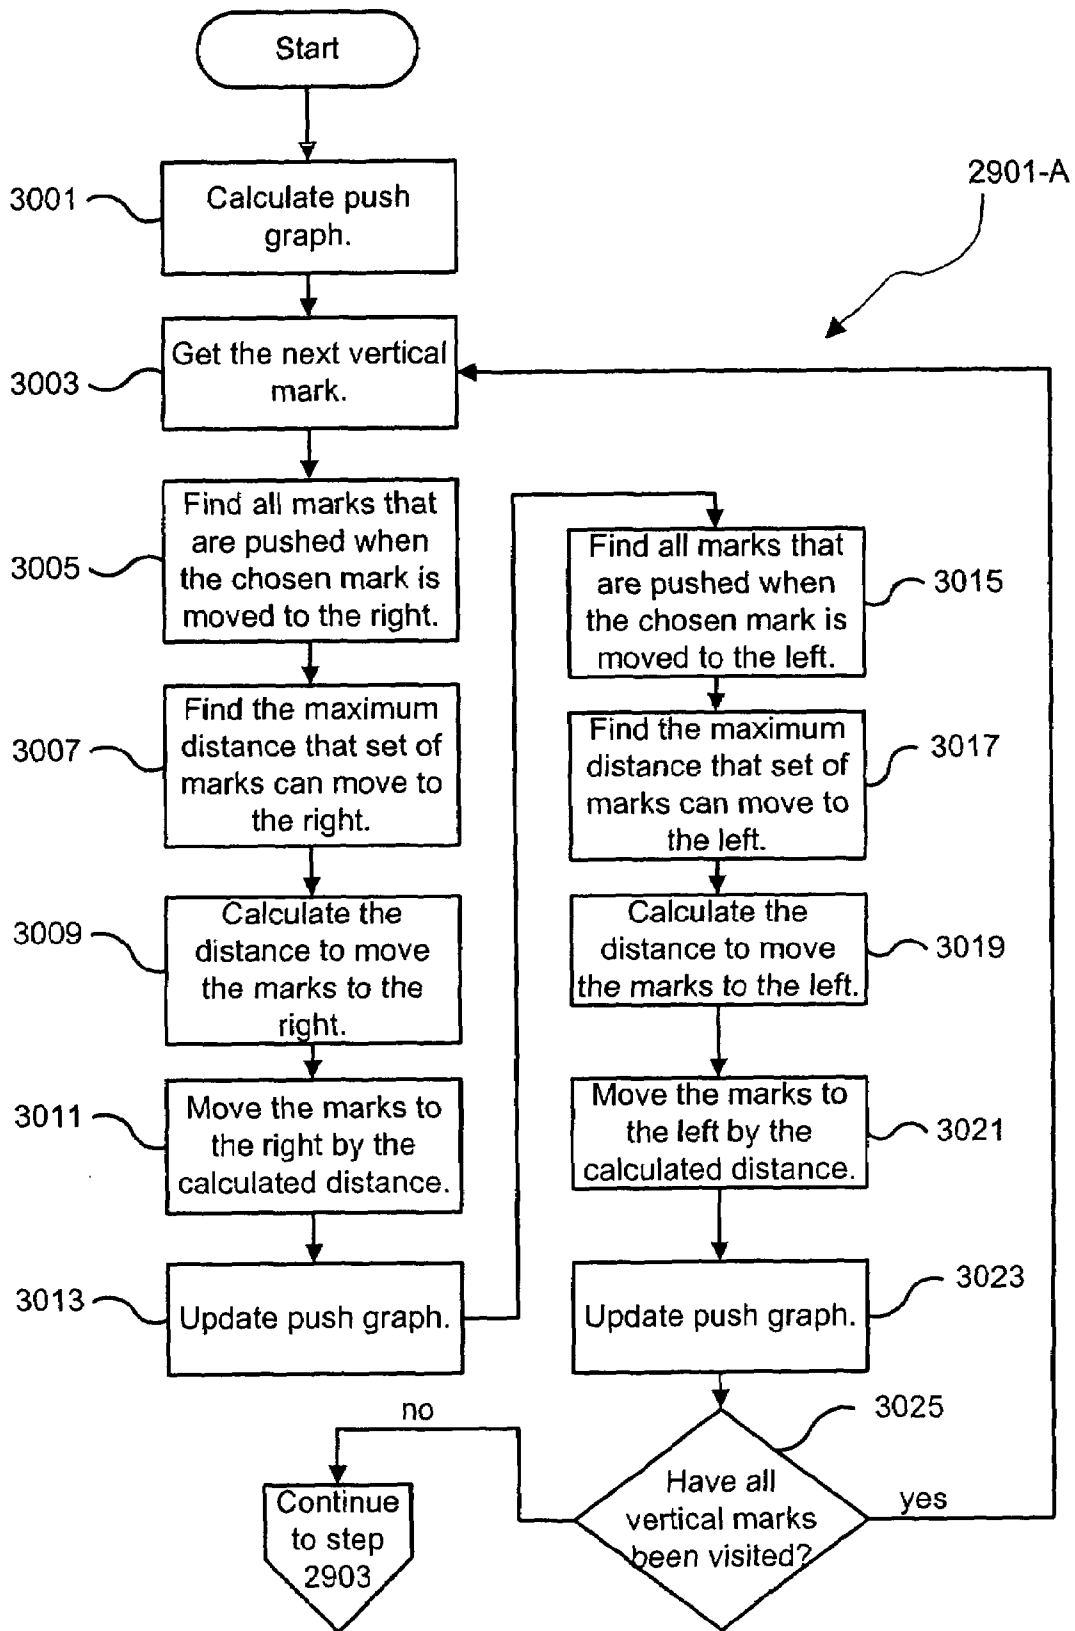 Start
2901-A
3001
Calculate push
graph.
3003
Get the next vertical
mark.
3005
Find all marks that
are pushed when
the chosen mark is
moved to the right.
3007
Find the maximum
distance that set of
marks can move to
the right.
3009
Calculate the
distance to move
the marks to the
right.
3011
Move the marks to
the right by the
calculated distance.
3013
Update push graph.
Find all marks that
are pushed when
the chosen mark is
moved to the left.
3015
Find the maximum
distance that set of
marks can move to
the left.
3017
Calculate the
distance to move
the marks to the left.
3019
Move the marks to
the left by the
calculated distance.
3021
Update push graph.
3023
Have all
vertical marks
been visited?
3025
yes
no
Continue
to step
2903